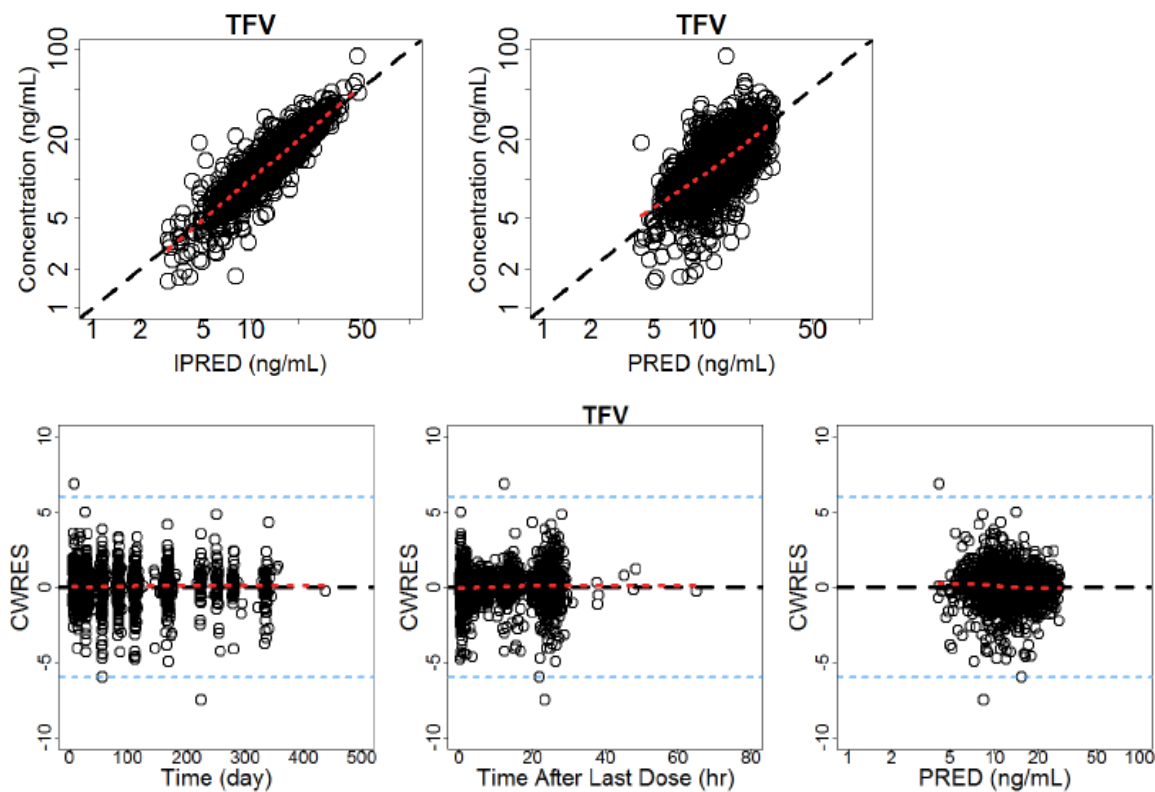 TFV
Concentration (ng/mL)
100
20
5
2
1
1 2 5 10 50
IPRED (ng/mL)
TFV
Concentration (ng/mL)
100
20
5
2
1
1 2 5 10 50
PRED (ng/mL)
CWRES
10
5
0
-5
-10
0 100 200 300 400 500
Time (day)
TFV
CWRES
10
5
0
-5
-10
0 20 40 60 80
Time After Last Dose (hr)
CWRES
10
5
0
-5
-10
1 2 5 10 20 50 100
PRED (ng/mL)